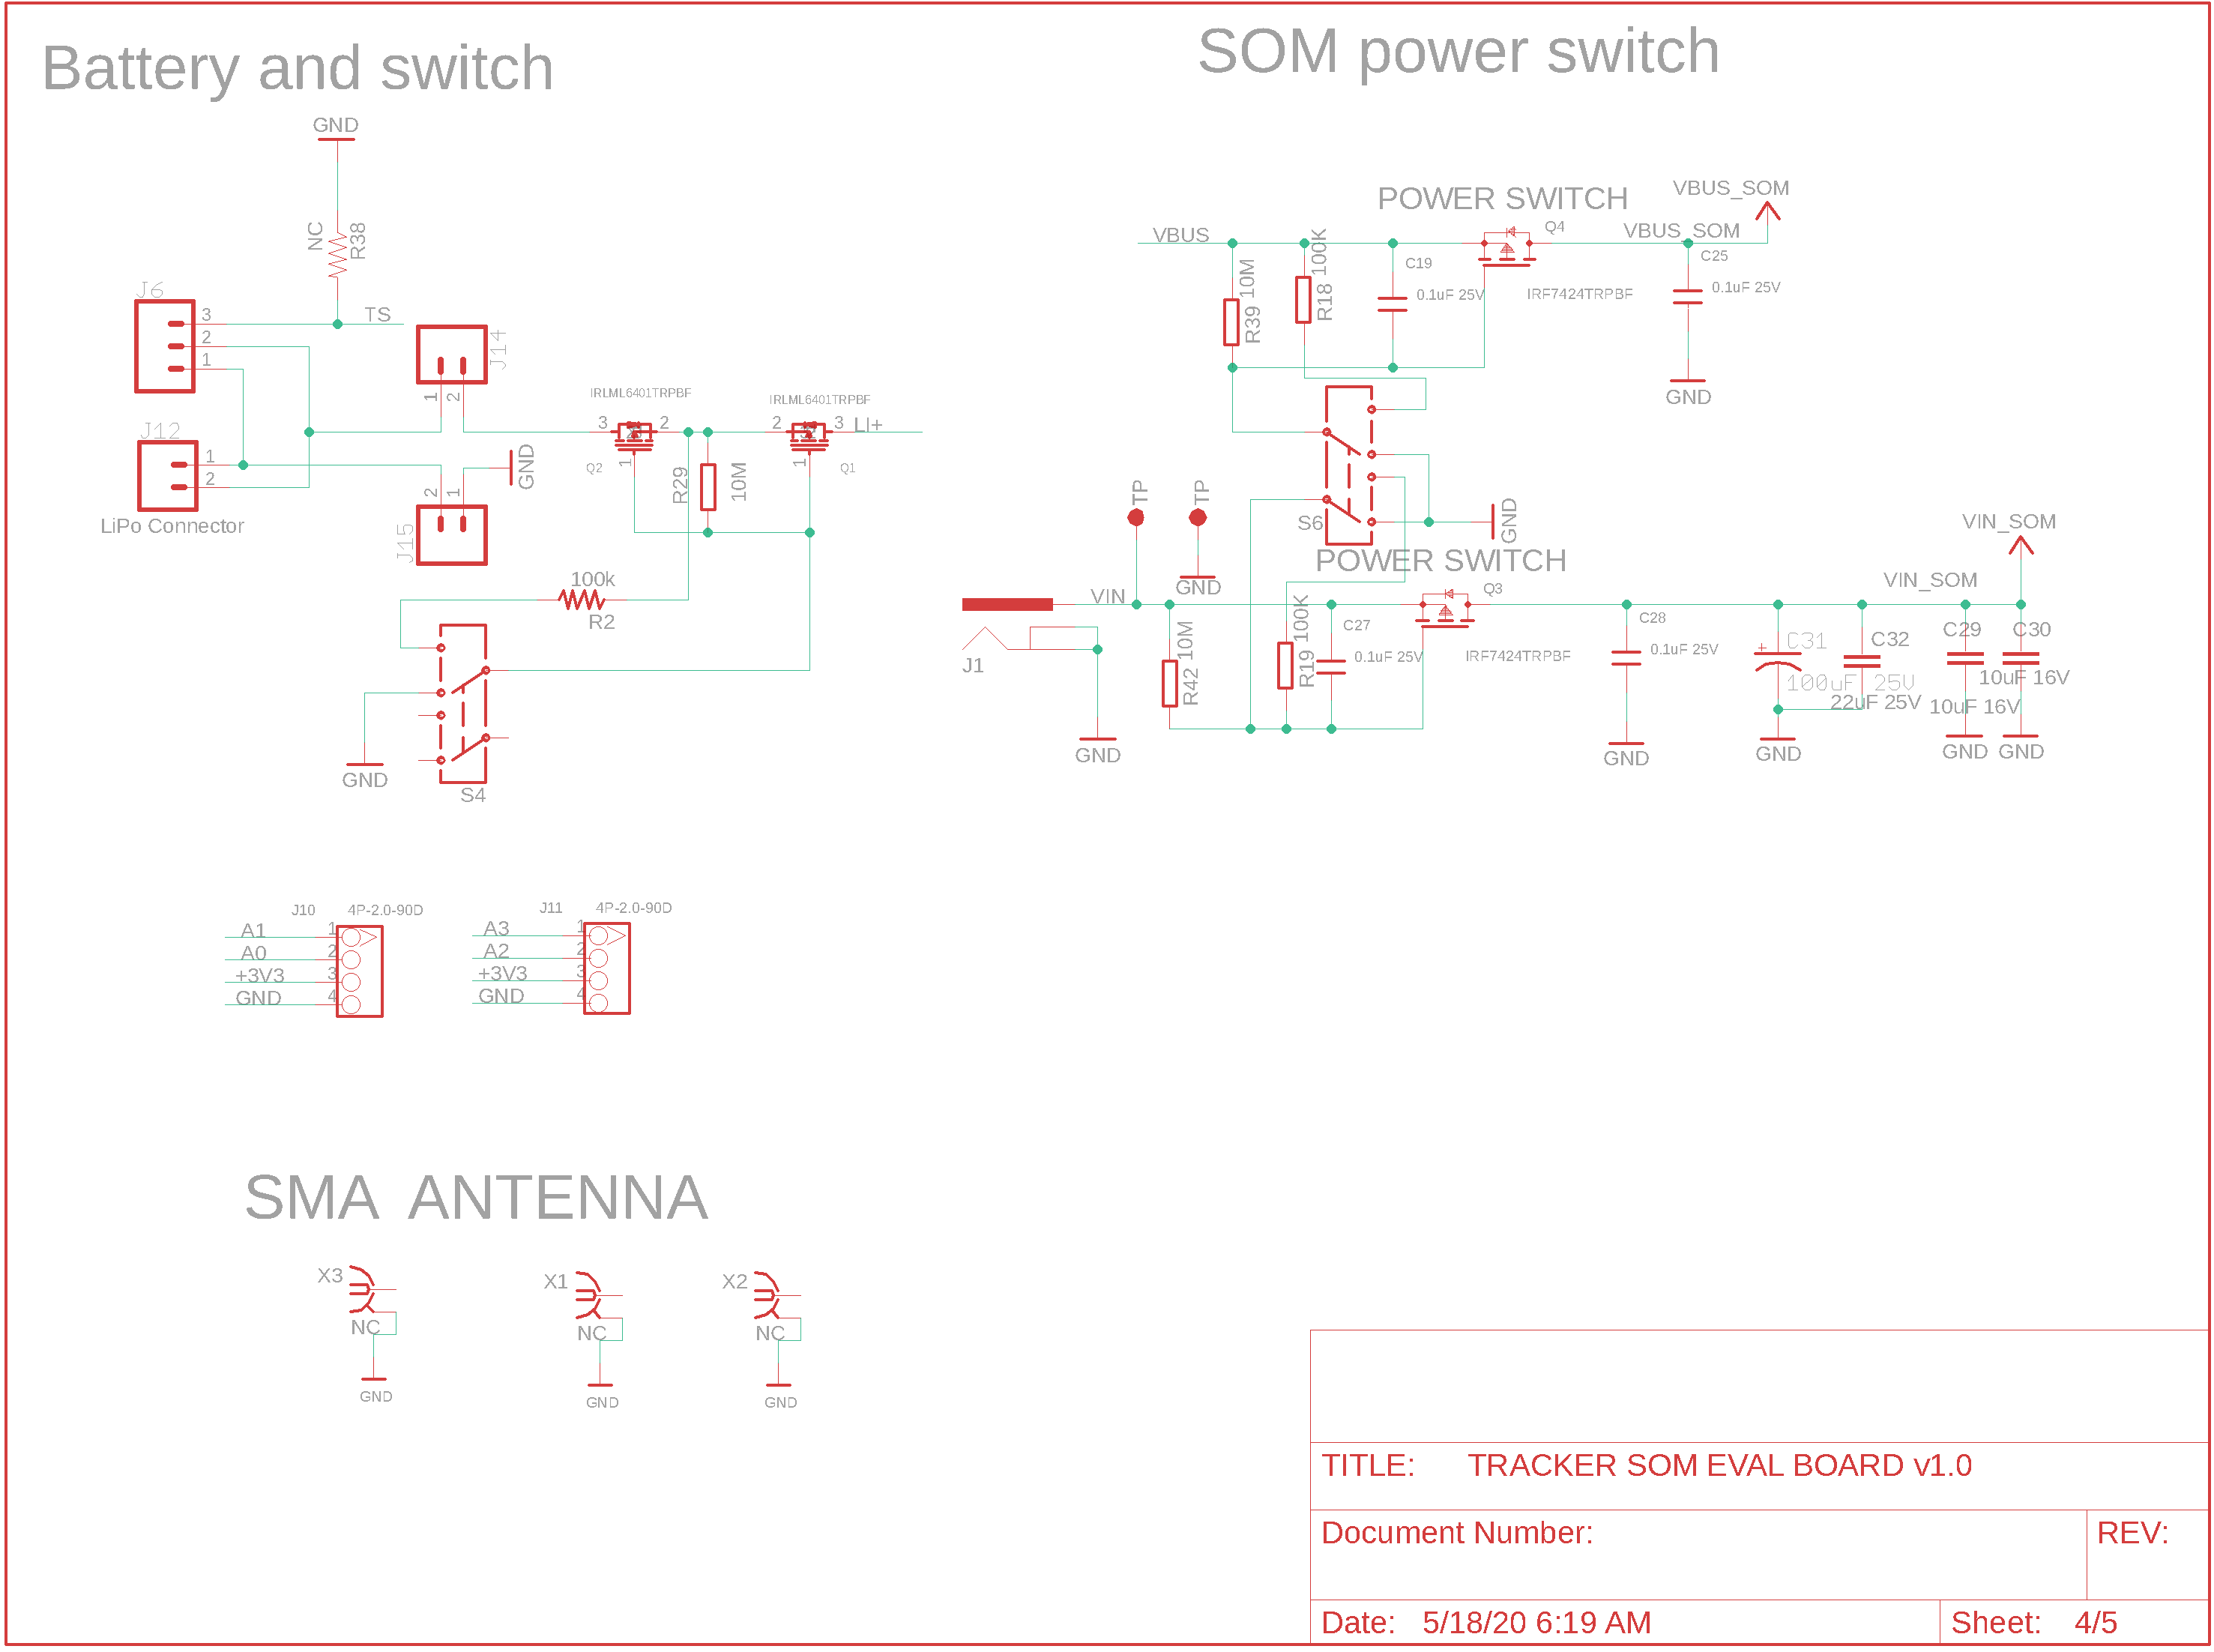 Battery and switch
GND
NC
R38
J6
3
2
1
TS
J14
1
2
J12
1
2
LiPo Connector
2
1
GND
J15
IRLML6401TRPBF
3
2
Q2
1
R29
10M
IRLML6401TRPBF
2
3
LI+
1
Q1
100k
R2
GND
S4
SOM power switch
POWER SWITCH
VBUS_SOM
VBUS
Q4
VBUS_SOM
R39
10M
R18
100K
C19
0.1uF 25V
IRF7424TRPBF
C25
0.1uF 25V
GND
S6
GND
POWER SWITCH
TP
TP
GND
VIN
J1
GND
R42
10M
R19
100K
C27
0.1uF 25V
Q3
IRF7424TRPBF
C28
0.1uF 25V
GND
VIN_SOM
VIN_SOM
+
C31
100uF 25V
C32
22uF 25V
GND
C29
10uF 16V
GND
C30
10uF 16V
GND
J10
4P-2.0-90D
A1
1
A0
2
+3V3
3
GND
4
J11
4P-2.0-90D
A3
1
A2
2
+3V3
3
GND
4
SMA ANTENNA
X3
NC
GND
X1
NC
GND
X2
NC
GND
TITLE: TRACKER SOM EVAL BOARD v1.0
Document Number:
REV:
Date: 5/18/20 6:19 AM
Sheet: 4/5